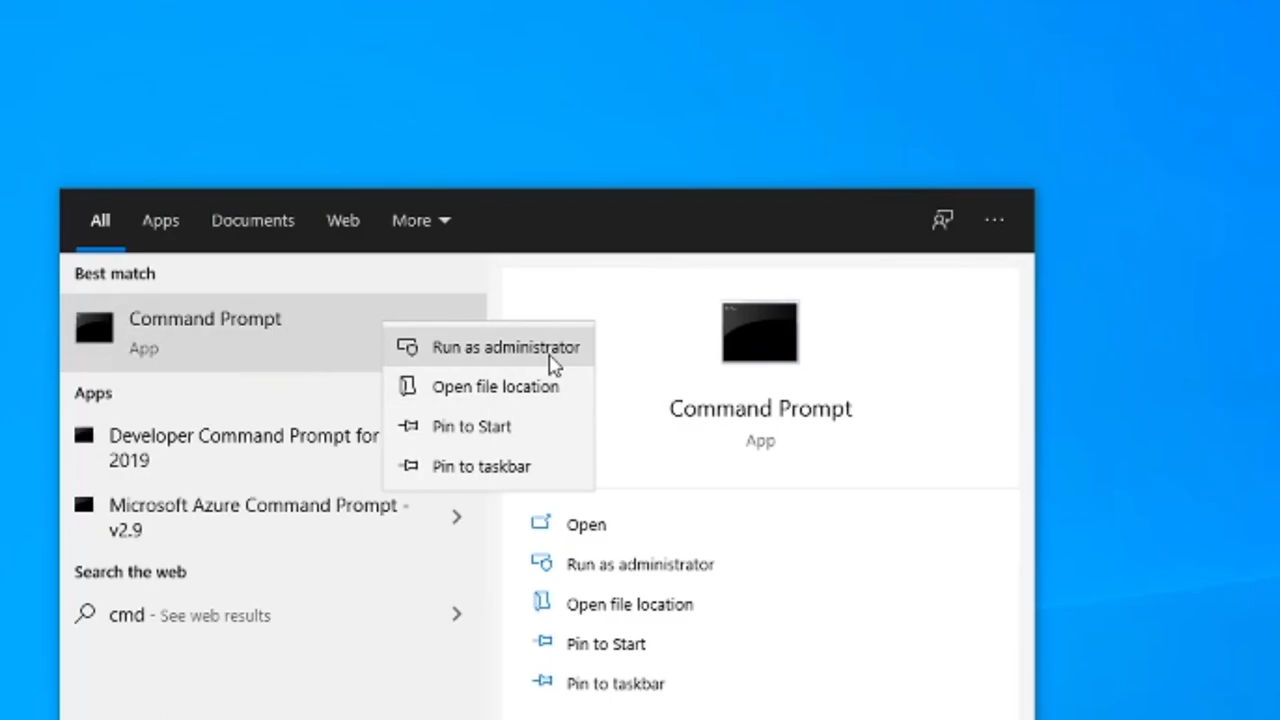 All Apps Documents Web More
Best match
Command Prompt
App
Apps
Developer Command Prompt for
2019
Microsoft Azure Command Prompt -
v2.9
Search the web
cmd - See web results
Run as administrator
Open file location
Pin to Start
Pin to taskbar
Command Prompt
App
Open
Run as administrator
Open file location
Pin to Start
Pin to taskbar